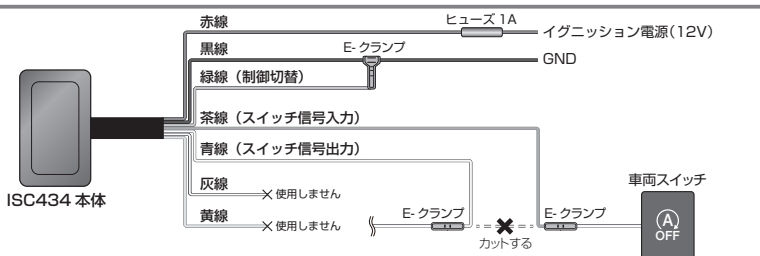 赤線
ヒューズ 1A
イグニッション電源(12V)
黒線
E- クランプ
GND
緑線（制御切替）
茶線（スイッチ信号入力）
青線（スイッチ信号出力）
灰線
使用しません
ISC434 本体
黄線
使用しません
E- クランプ
カットする
E- クランプ
車両スイッチ
A
OFF